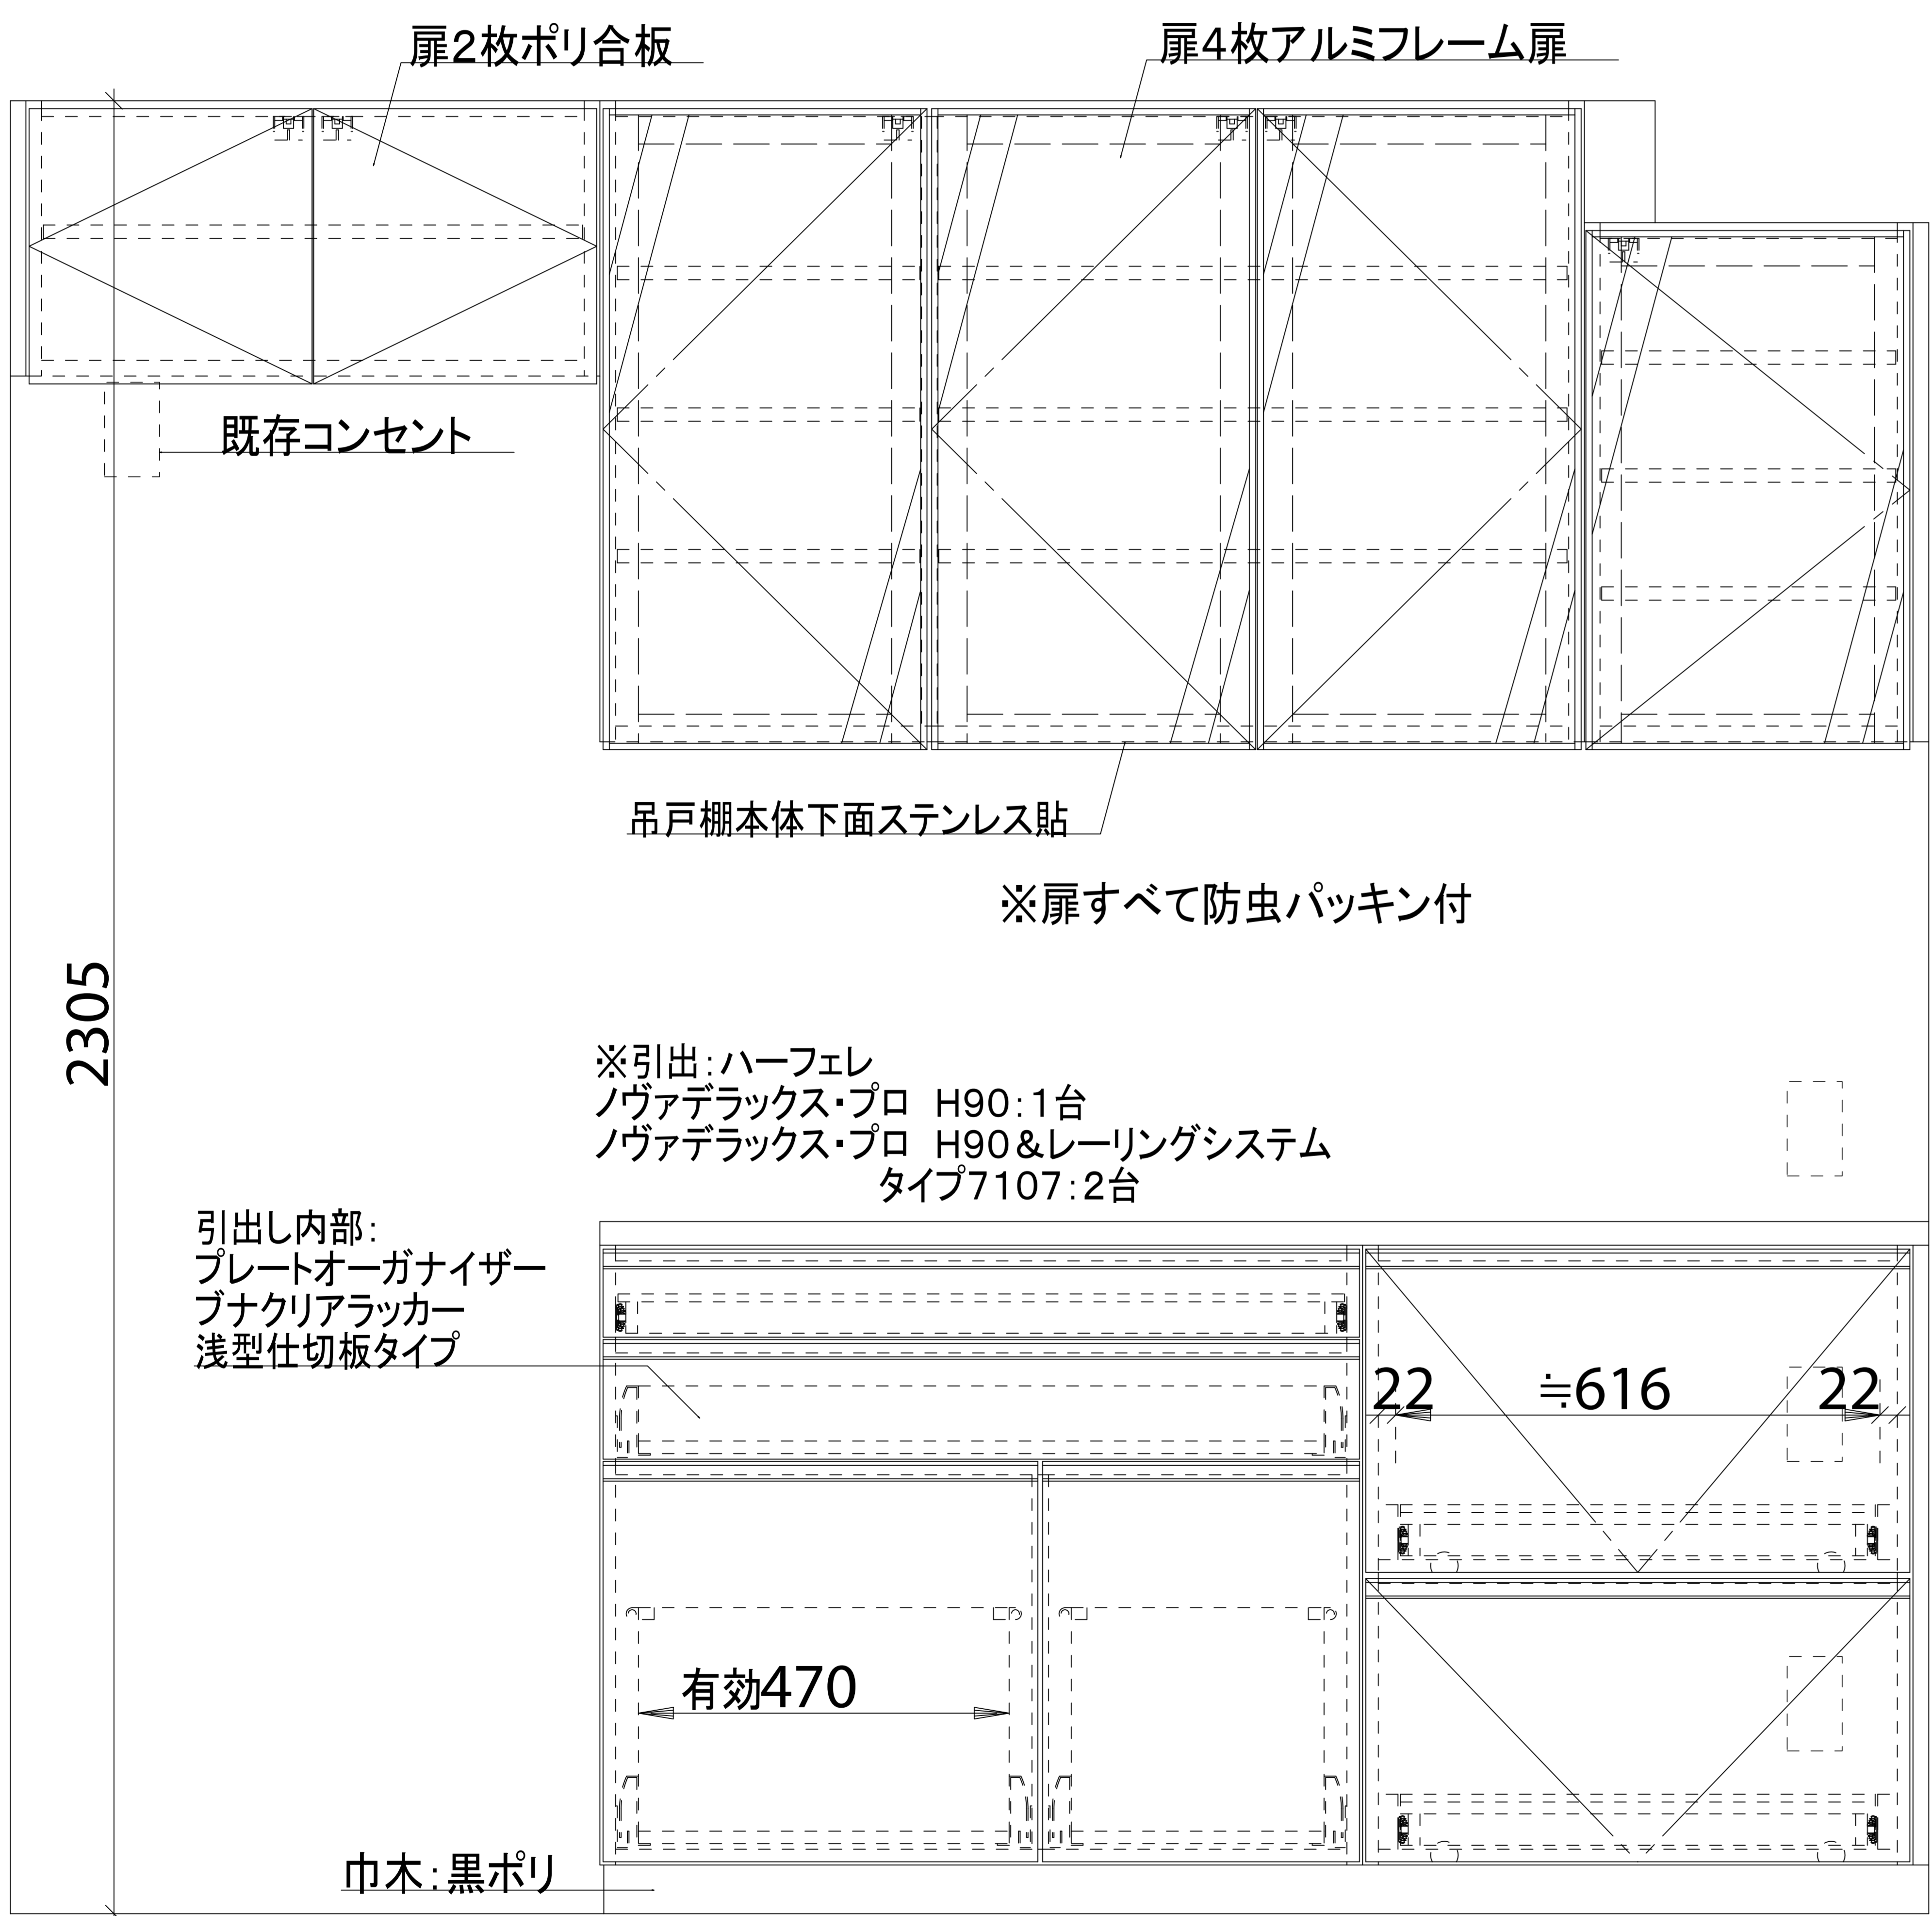 扉2枚ポリ合板
扉4枚アルミフレーム扉
既存コンセント
吊戸棚本体下面ステンレス貼
※扉すべて防虫パッキン付
2305
※引出：ハーフェレ
ノヴァデラックス・プロ　H90：1台
ノヴァデラックス・プロ　H90＆レーリングシステム
タイプ7107：2台
引出し内部：
プレートオーガナイザー
ブナクリアラッカー
浅型仕切板タイプ
22 ≒616 22
有効470
巾木：黒ポリ